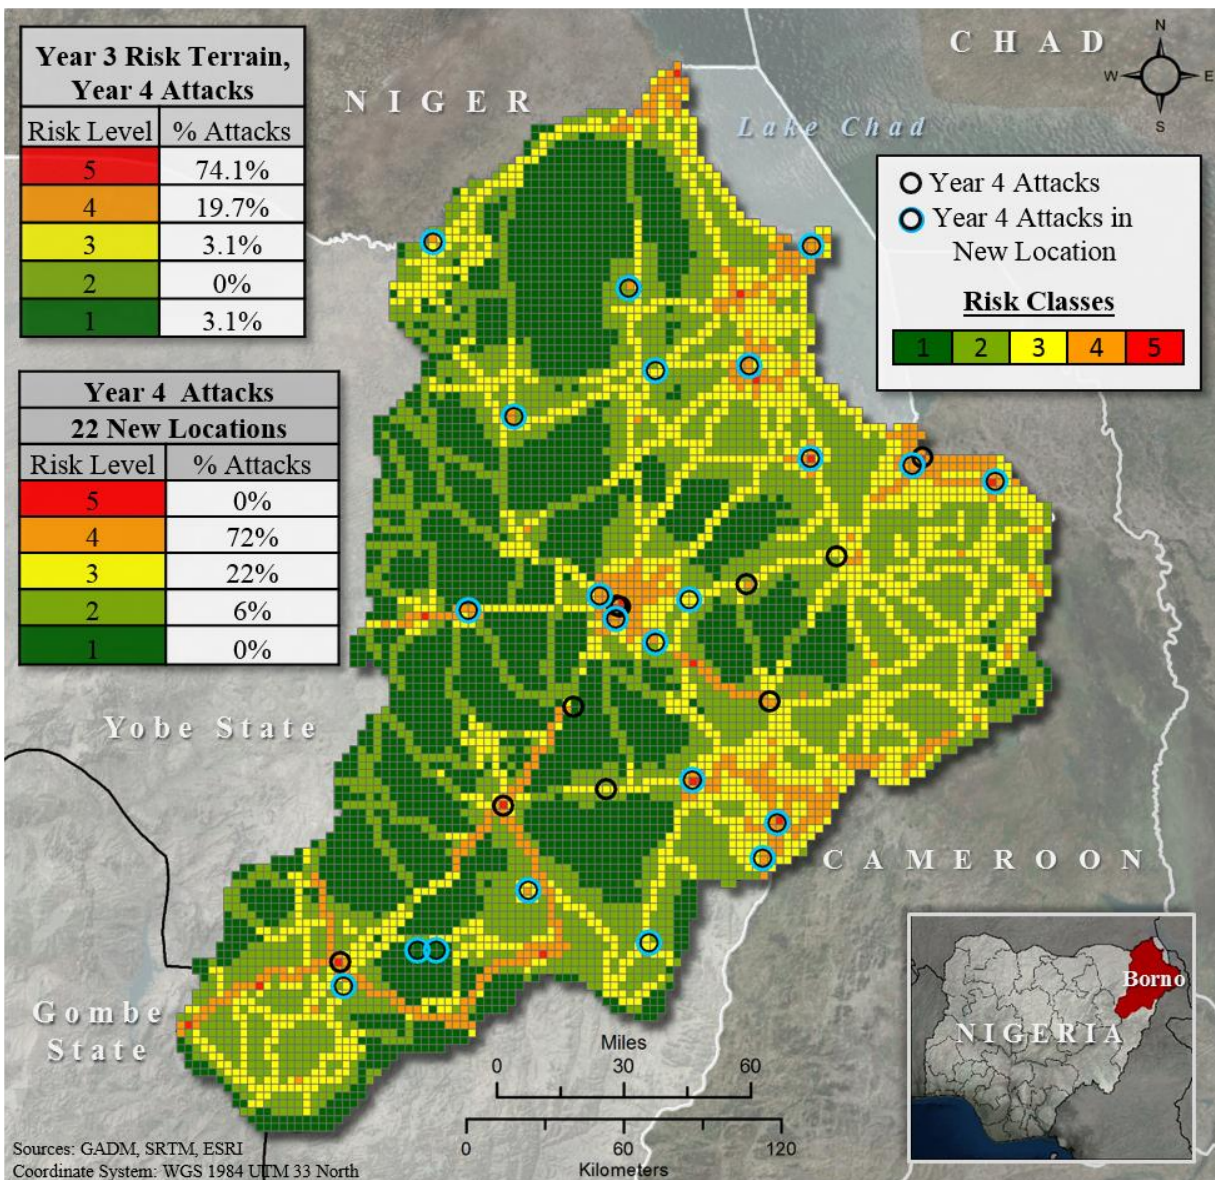 Year 3 Risk Terrain,
Year 4 Attacks
Risk Level % Attacks
5 74.1%
4 19.7%
3 3.1%
2 0%
1 3.1%
Year 4 Attacks
22 New Locations
Risk Level % Attacks
5 0%
4 72%
3 22%
2 6%
1 0%
NIGER
CHAD
Lake Chad
N
W E
S
Year 4 Attacks
Year 4 Attacks in
New Location
Risk Classes
1 2 3 4 5
Yobe State
CAMEROON
Gombe
State
Borno
NIGERIA
Miles
0 30 60
0 60 120
Kilometers
Sources: GADM, SRTM, ESRI
Coordinate System: WGS 1984 UTM 33 North